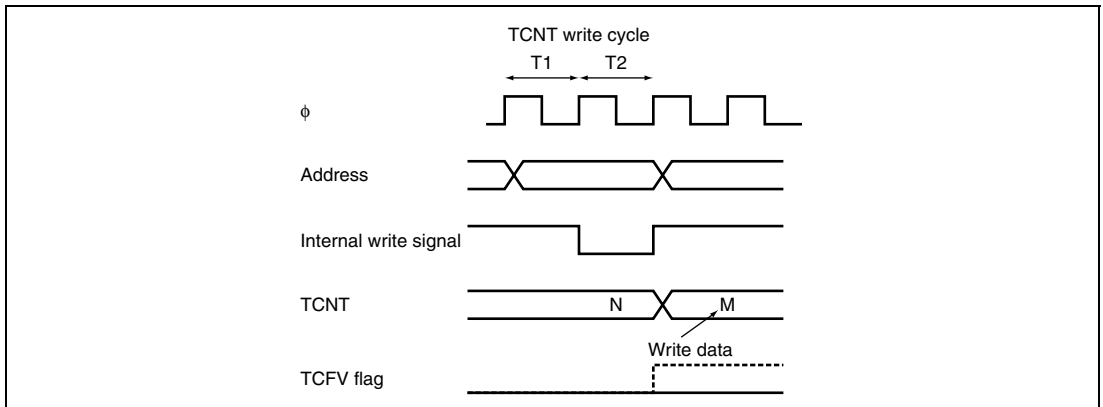 TCNT write cycle
T1 T2
ϕ
Address
Internal write signal
TCNT N M
Write data
TCFV flag